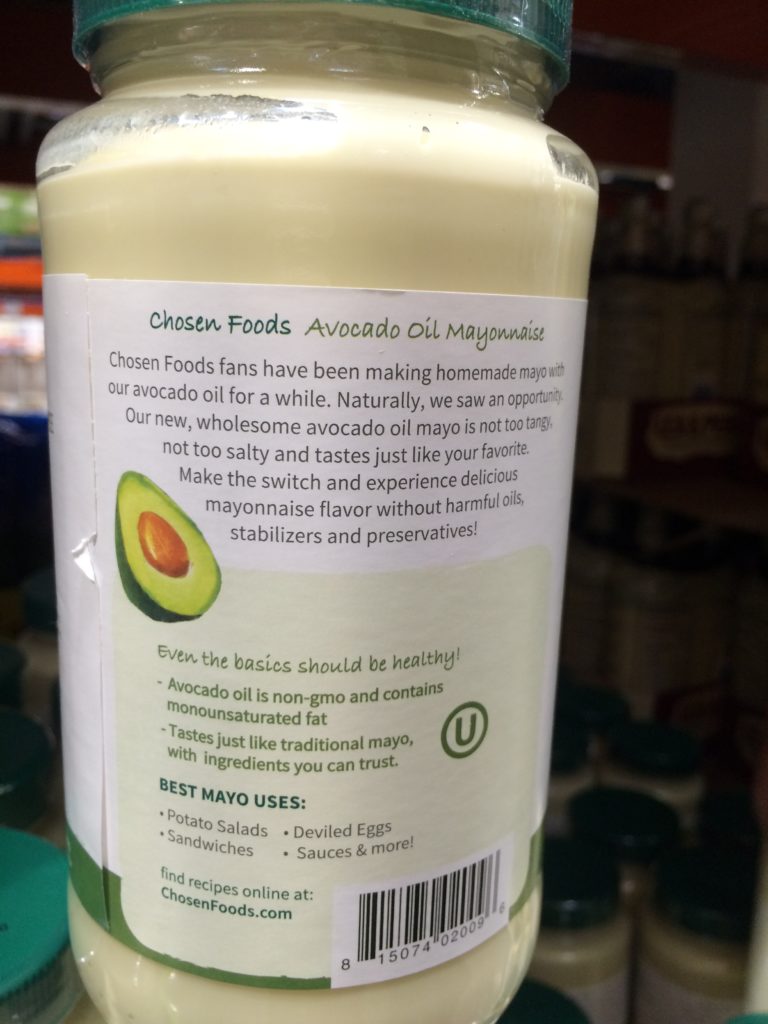 Chosen Foods Avocado Oil Mayonnaise
Chosen Foods fans have been making homemade mayo with
our avocado oil for a while. Naturally, we saw an opportunity.
Our new, wholesome avocado oil mayo is not too tangy,
not too salty and tastes just like your favorite.
Make the switch and experience delicious
mayonnaise flavor without harmful oils,
stabilizers and preservatives!
Even the basics should be healthy!
- Avocado oil is non-gmo and contains
monounsaturated fat
- Tastes just like traditional mayo,
with ingredients you can trust.
U
BEST MAYO USES:
• Potato Salads • Deviled Eggs
• Sandwiches • Sauces & more!
find recipes online at:
ChosenFoods.com
8 15074 02009 6